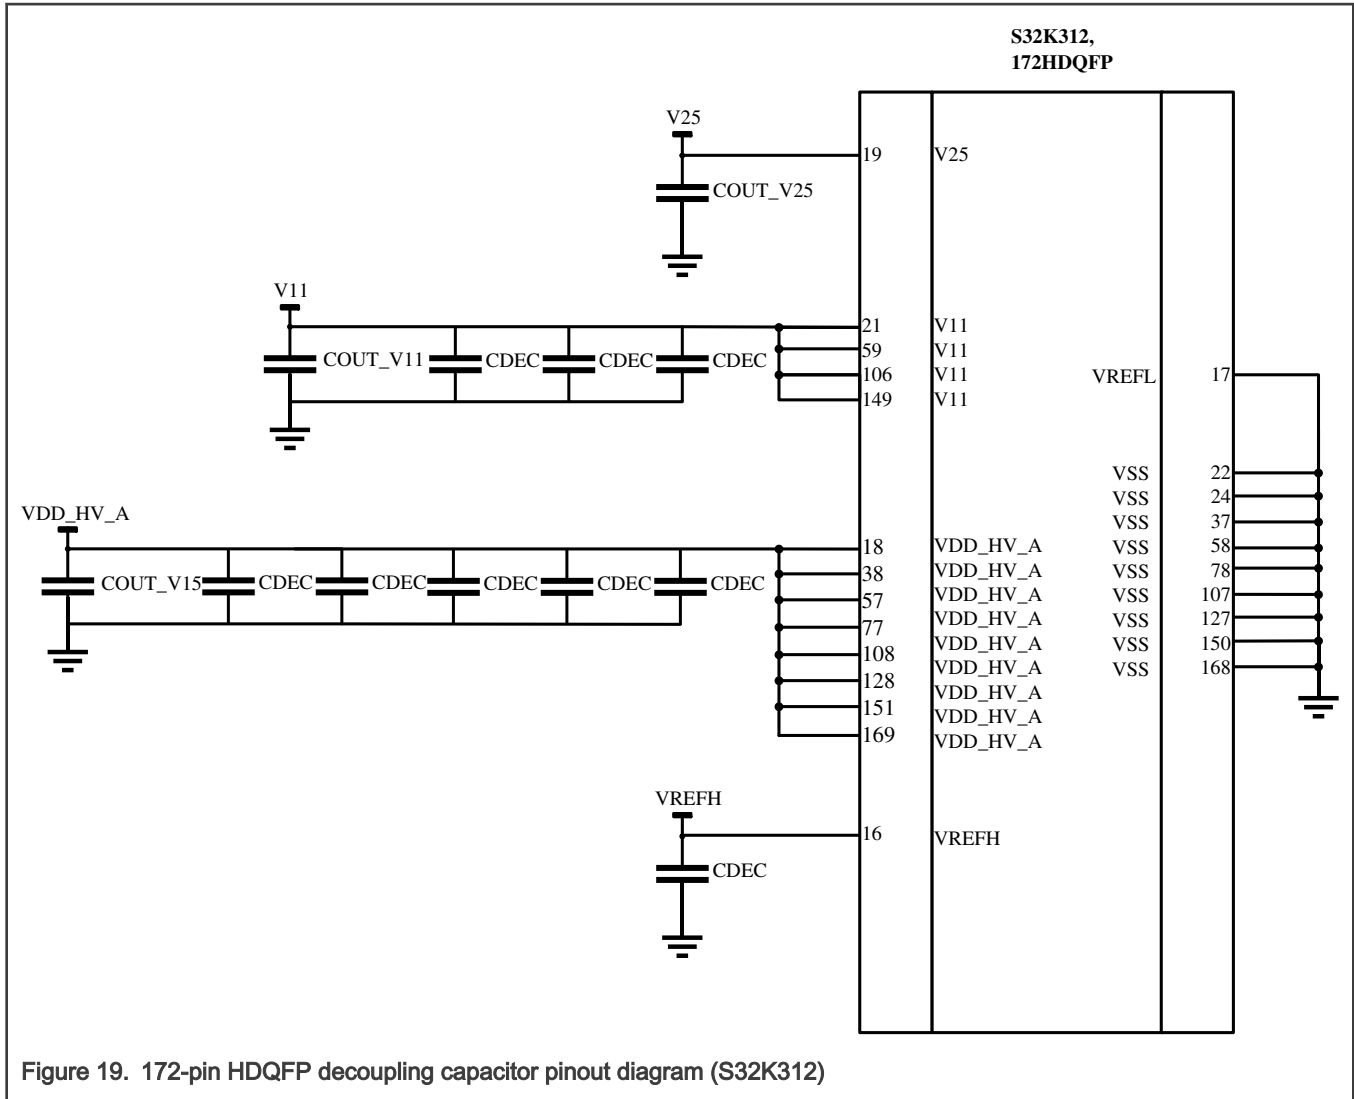 S32K312,
172HDQFP
V25
19 V25
COUT_V25
V11
21 V11
COUT_V11 CDEC CDEC CDEC
59 V11
106 V11
149 V11
VREFL 17
VSS 22
VSS 24
VSS 37
VSS 58
VSS 78
VSS 107
VSS 127
VSS 150
VSS 168
VDD_HV_A
COUT_V15 CDEC CDEC CDEC CDEC CDEC
18 VDD_HV_A
38 VDD_HV_A
57 VDD_HV_A
77 VDD_HV_A
108 VDD_HV_A
128 VDD_HV_A
151 VDD_HV_A
169 VDD_HV_A
VDD_HV_A
VREFH
16 VREFH
CDEC
Figure 19. 172-pin HDQFP decoupling capacitor pinout diagram (S32K312)